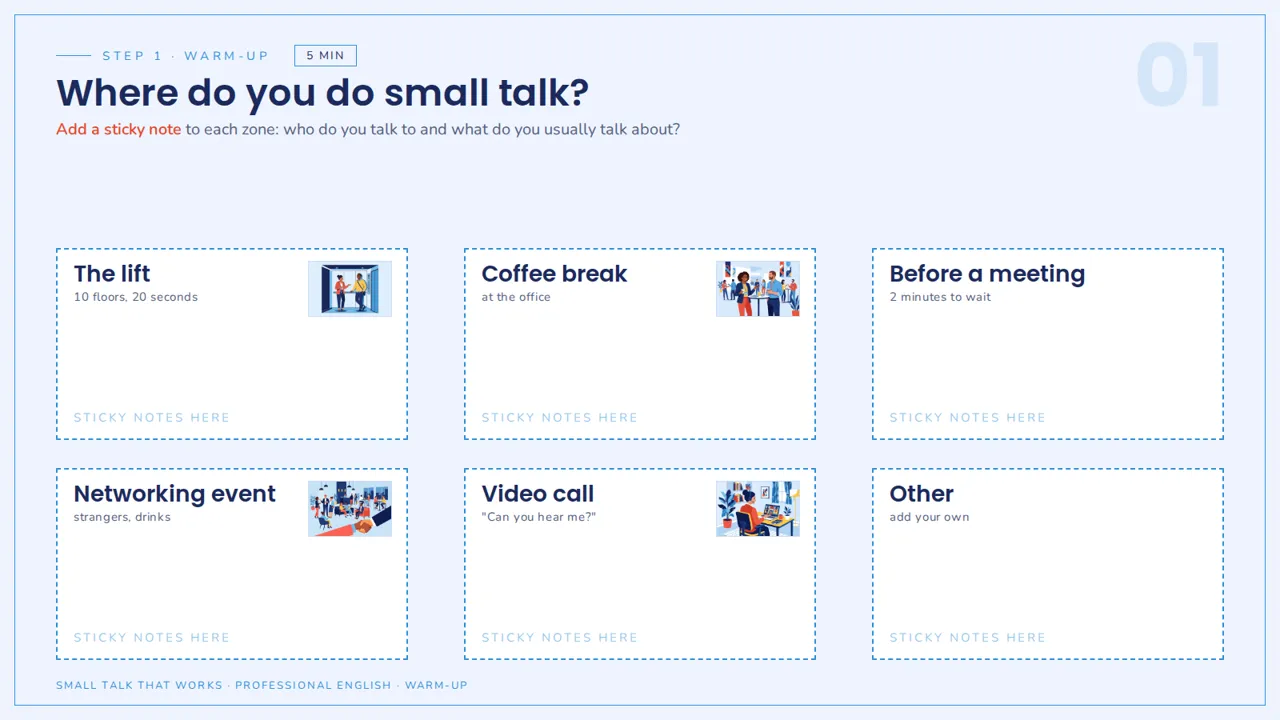 STEP 1 · WARM-UP
5 MIN
01
Where do you do small talk?
Add a sticky note to each zone: who do you talk to and what do you usually talk about?
The lift
10 floors, 20 seconds
STICKY NOTES HERE
Coffee break
at the office
STICKY NOTES HERE
Before a meeting
2 minutes to wait
STICKY NOTES HERE
Networking event
strangers, drinks
STICKY NOTES HERE
Video call
"Can you hear me?"
STICKY NOTES HERE
Other
add your own
STICKY NOTES HERE
SMALL TALK THAT WORKS · PROFESSIONAL ENGLISH · WARM-UP